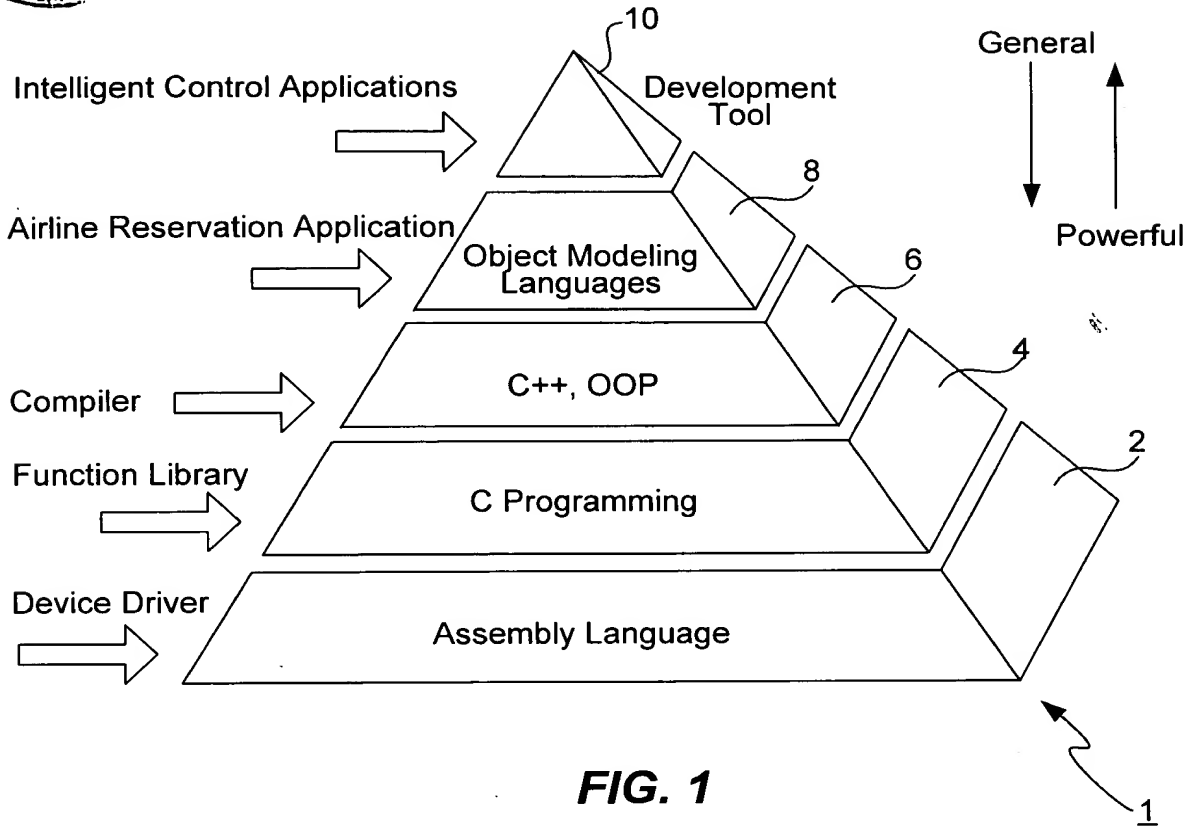 10
General
Intelligent Control Applications
Development
Tool
8
Airline Reservation Application
Powerful
Object Modeling
Languages
6
4
C++, OOP
Compiler
2
Function Library
C Programming
Device Driver
Assembly Language
FIG. 1
1